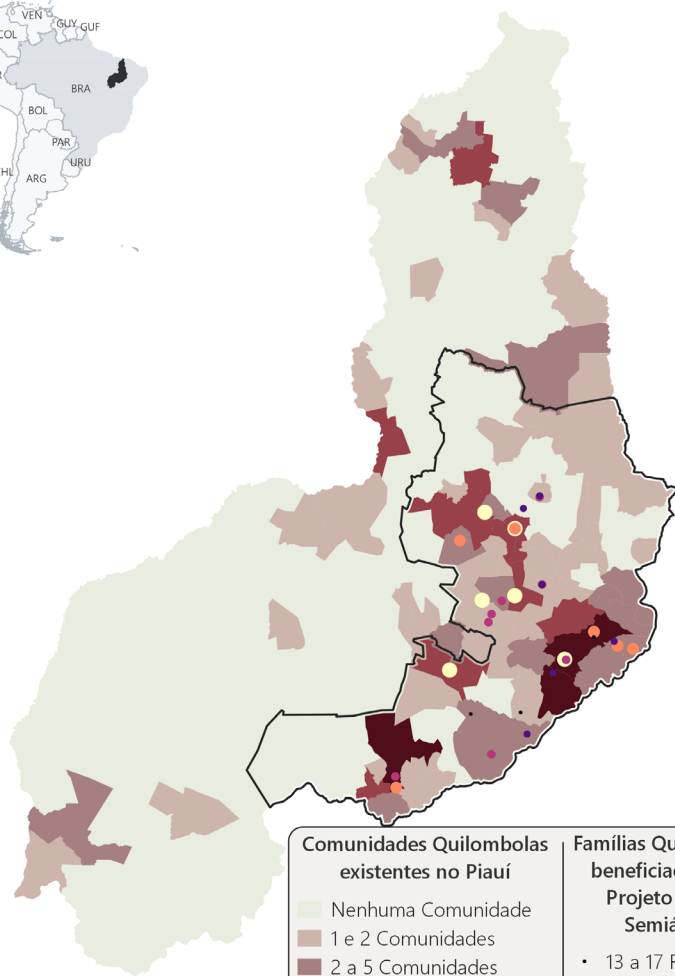 VEN
GUY GUF
COL
BRA
BOL
PAR
URU
ARG
Comunidades Quilombolas
existentes no Piauí
Nenhuma Comunidade
1 e 2 Comunidades
2 a 5 Comunidades
Famílias Qu
beneficia
Projeto
Semiá
13 a 17 F